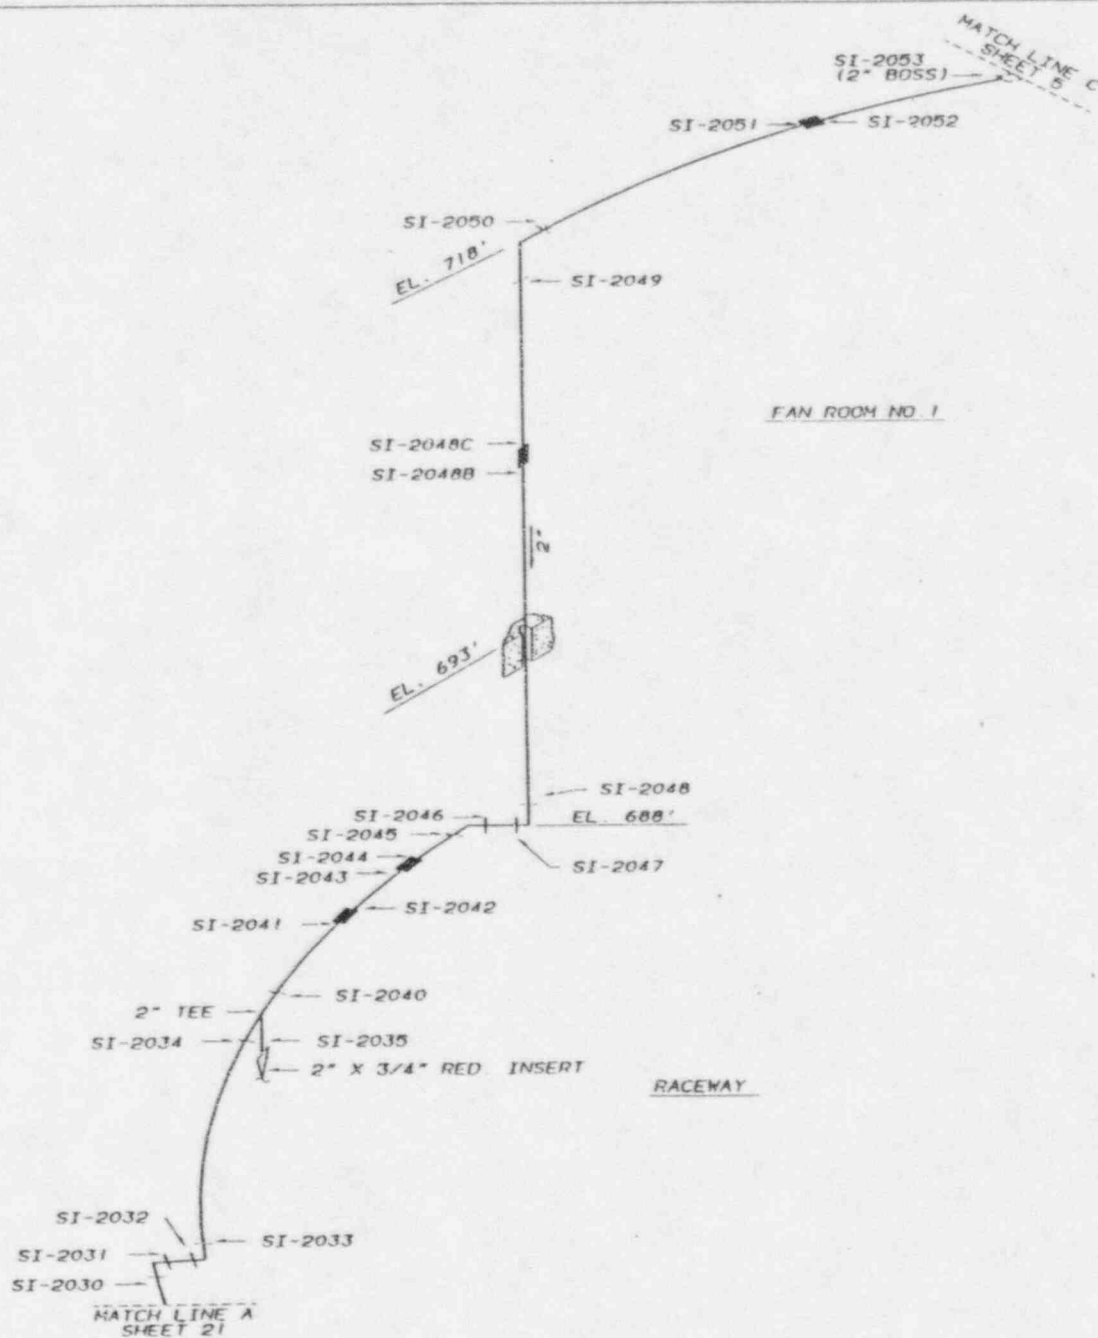 MATCH LINE C
SHEET 5
SI-2053
(2" BOSS)
SI-2051
SI-2052
SI-2050
EL. 718'
SI-2049
FAN ROOM NO. 1
SI-2048C
SI-2048B
2"
EL. 693'
SI-2048
SI-2046
EL. 688'
SI-2045
SI-2044
SI-2043
SI-2047
SI-2042
SI-2041
SI-2040
2" TEE
SI-2034
SI-2035
2" X 3/4" RED. INSERT
RACEWAY
SI-2032
SI-2033
SI-2031
SI-2030
MATCH LINE A
SHEET 21